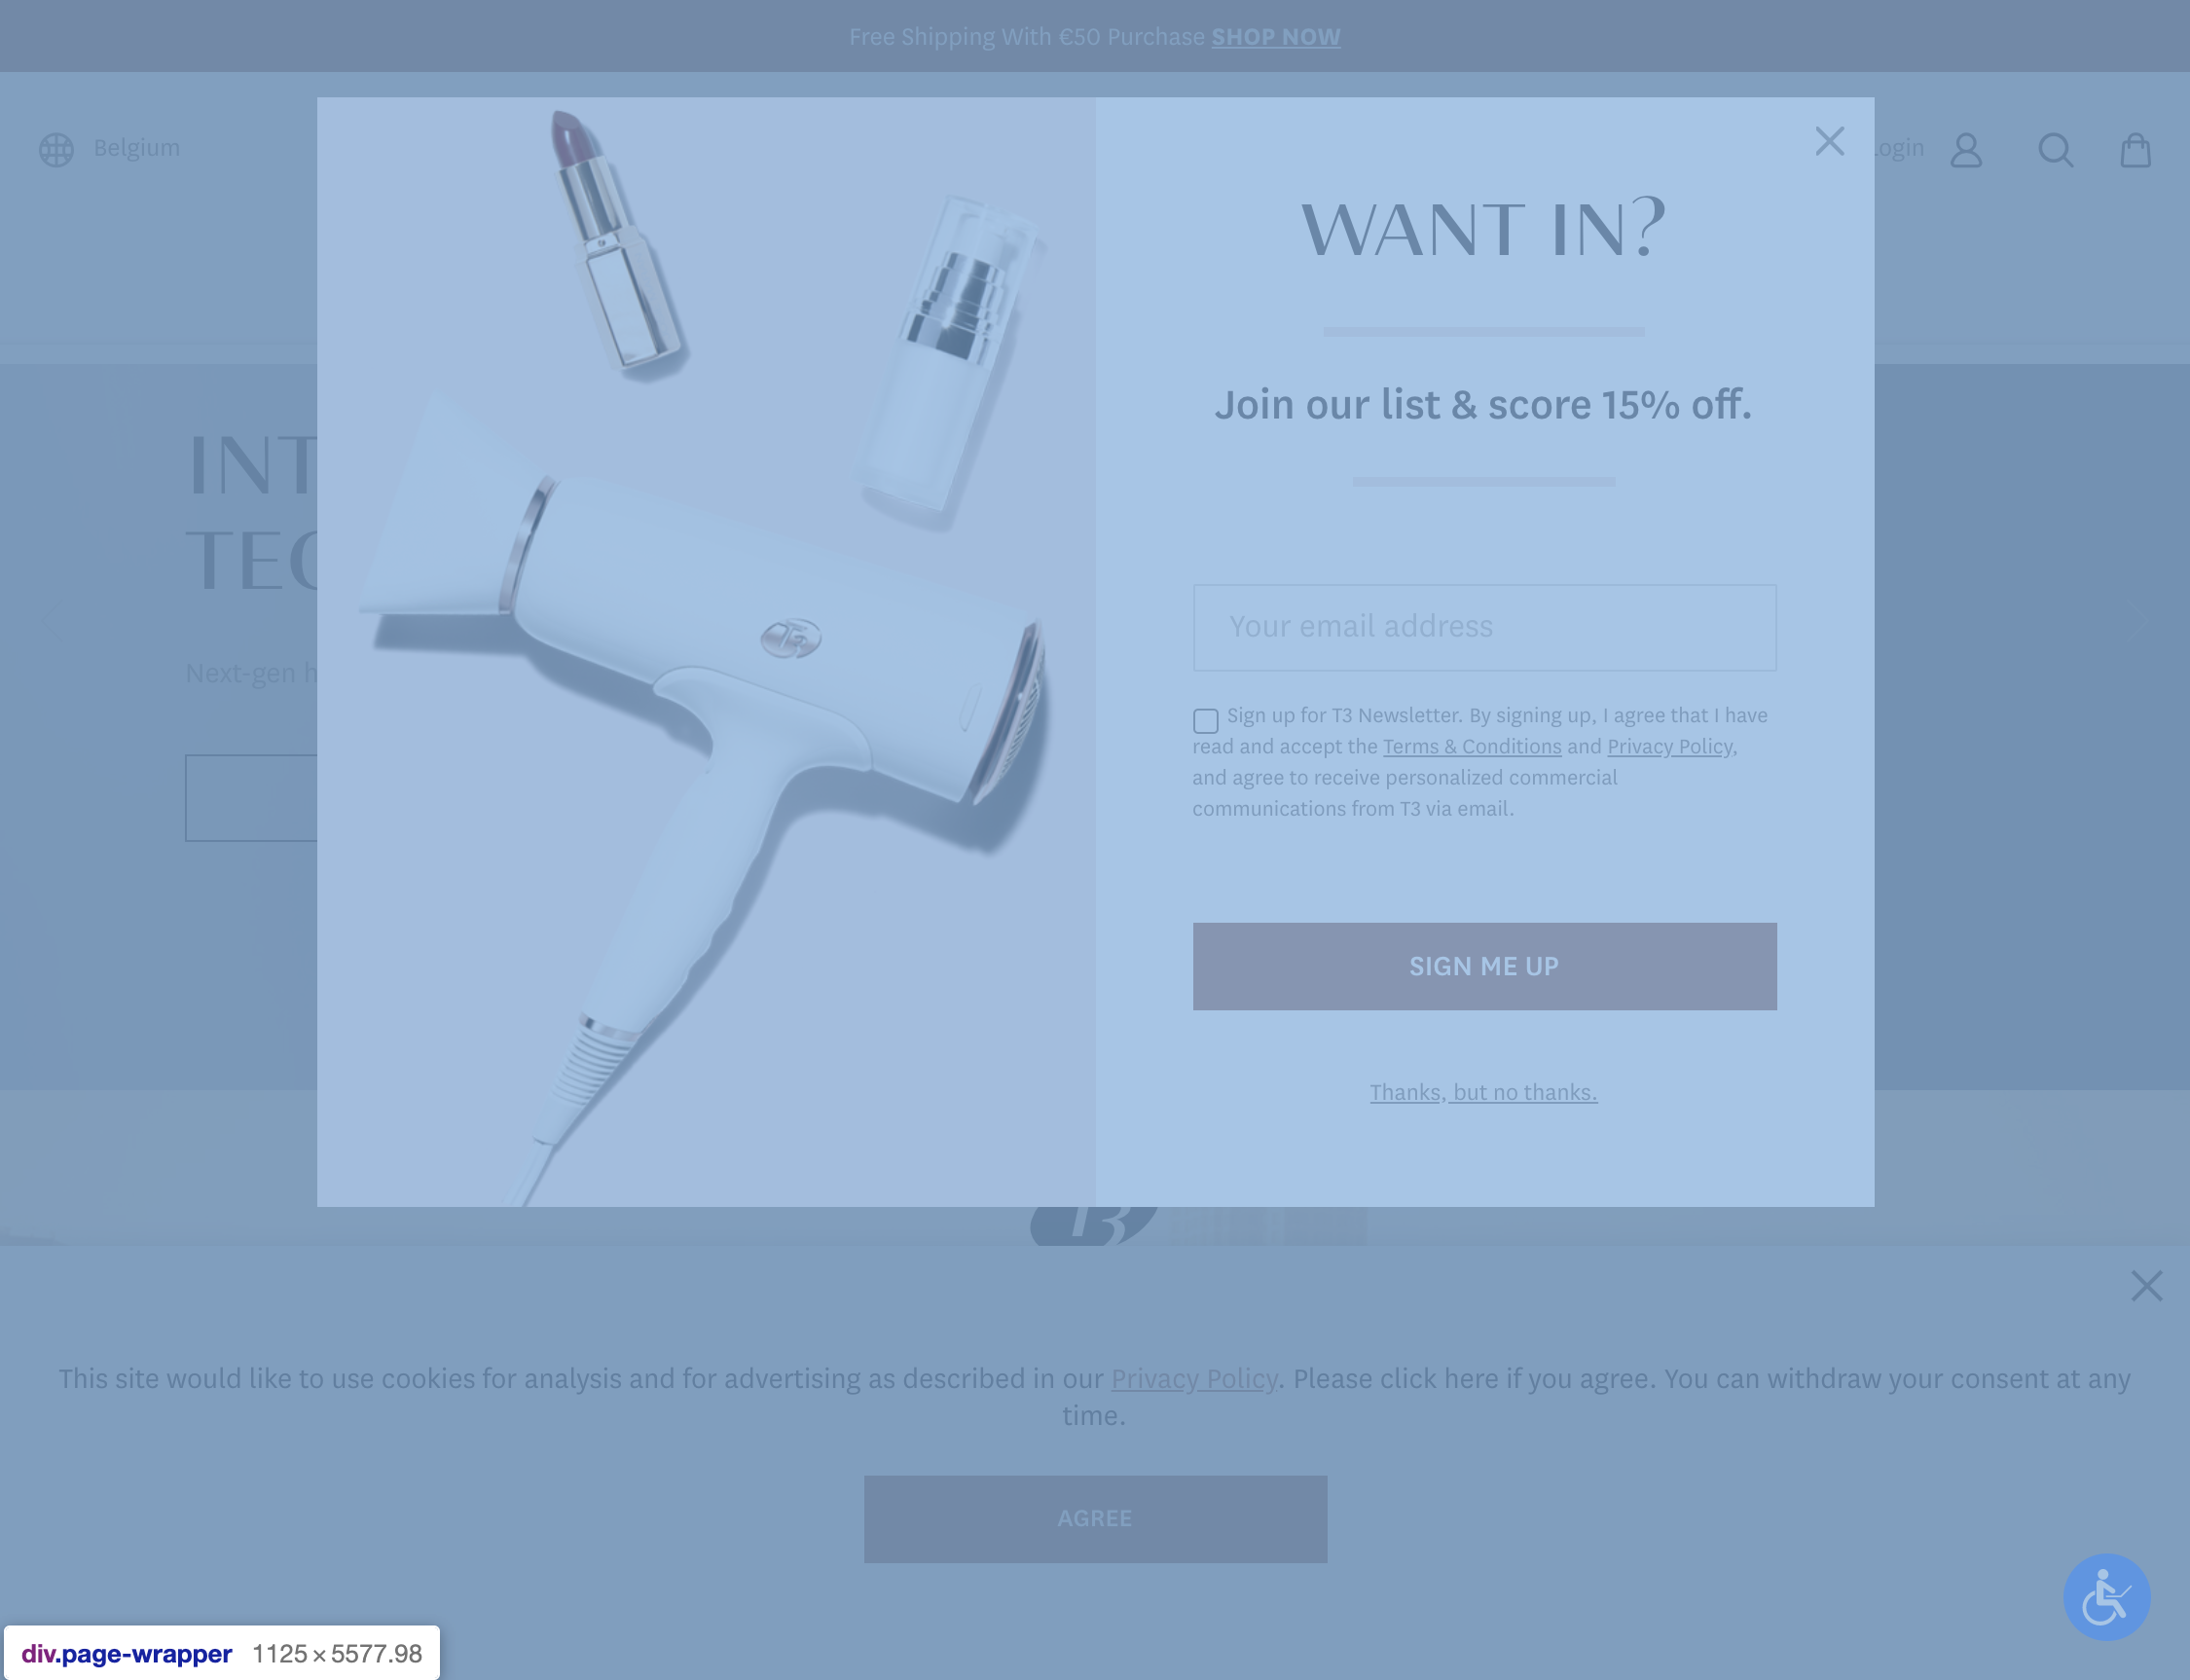 Free Shipping With €50 Purchase SHOP NOW
Belgium
ogin
WANT IN?
Join our list & score 15% off.
INT
TEC
Next-gen h
Your email address
Sign up for T3 Newsletter. By signing up, I agree that I have
read and accept the Terms & Conditions and Privacy Policy,
and agree to receive personalized commercial
communications from T3 via email.
SIGN ME UP
Thanks, but no thanks.
T3
T3
This site would like to use cookies for analysis and for advertising as described in our Privacy Policy. Please click here if you agree. You can withdraw your consent at any
time.
AGREE
div.page-wrapper 1125 × 5577.98